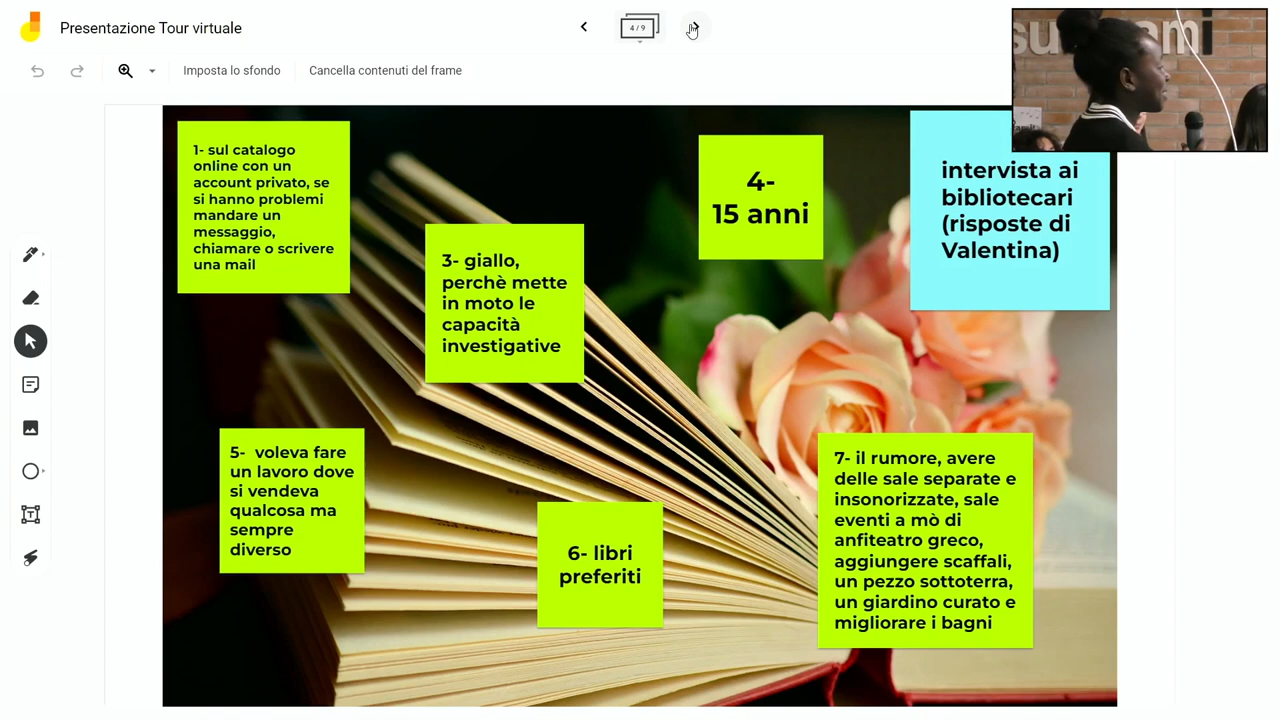 Presentazione Tour virtuale
4 / 9
Imposta lo sfondo
Cancella contenuti del frame
1- sul catalogo
online con un
account privato, se
si hanno problemi
mandare un
messaggio,
chiamare o scrivere
una mail
3- giallo,
perchè mette
in moto le
capacità
investigative
4-
15 anni
intervista ai
bibliotecari
(risposte di
Valentina)
5- voleva fare
un lavoro dove
si vendeva
qualcosa ma
sempre
diverso
6- libri
preferiti
7- il rumore, avere
delle sale separate e
insonorizzate, sale
eventi a mò di
anfiteatro greco,
aggiungere scaffali,
un pezzo sottoterra,
un giardino curato e
migliorare i bagni